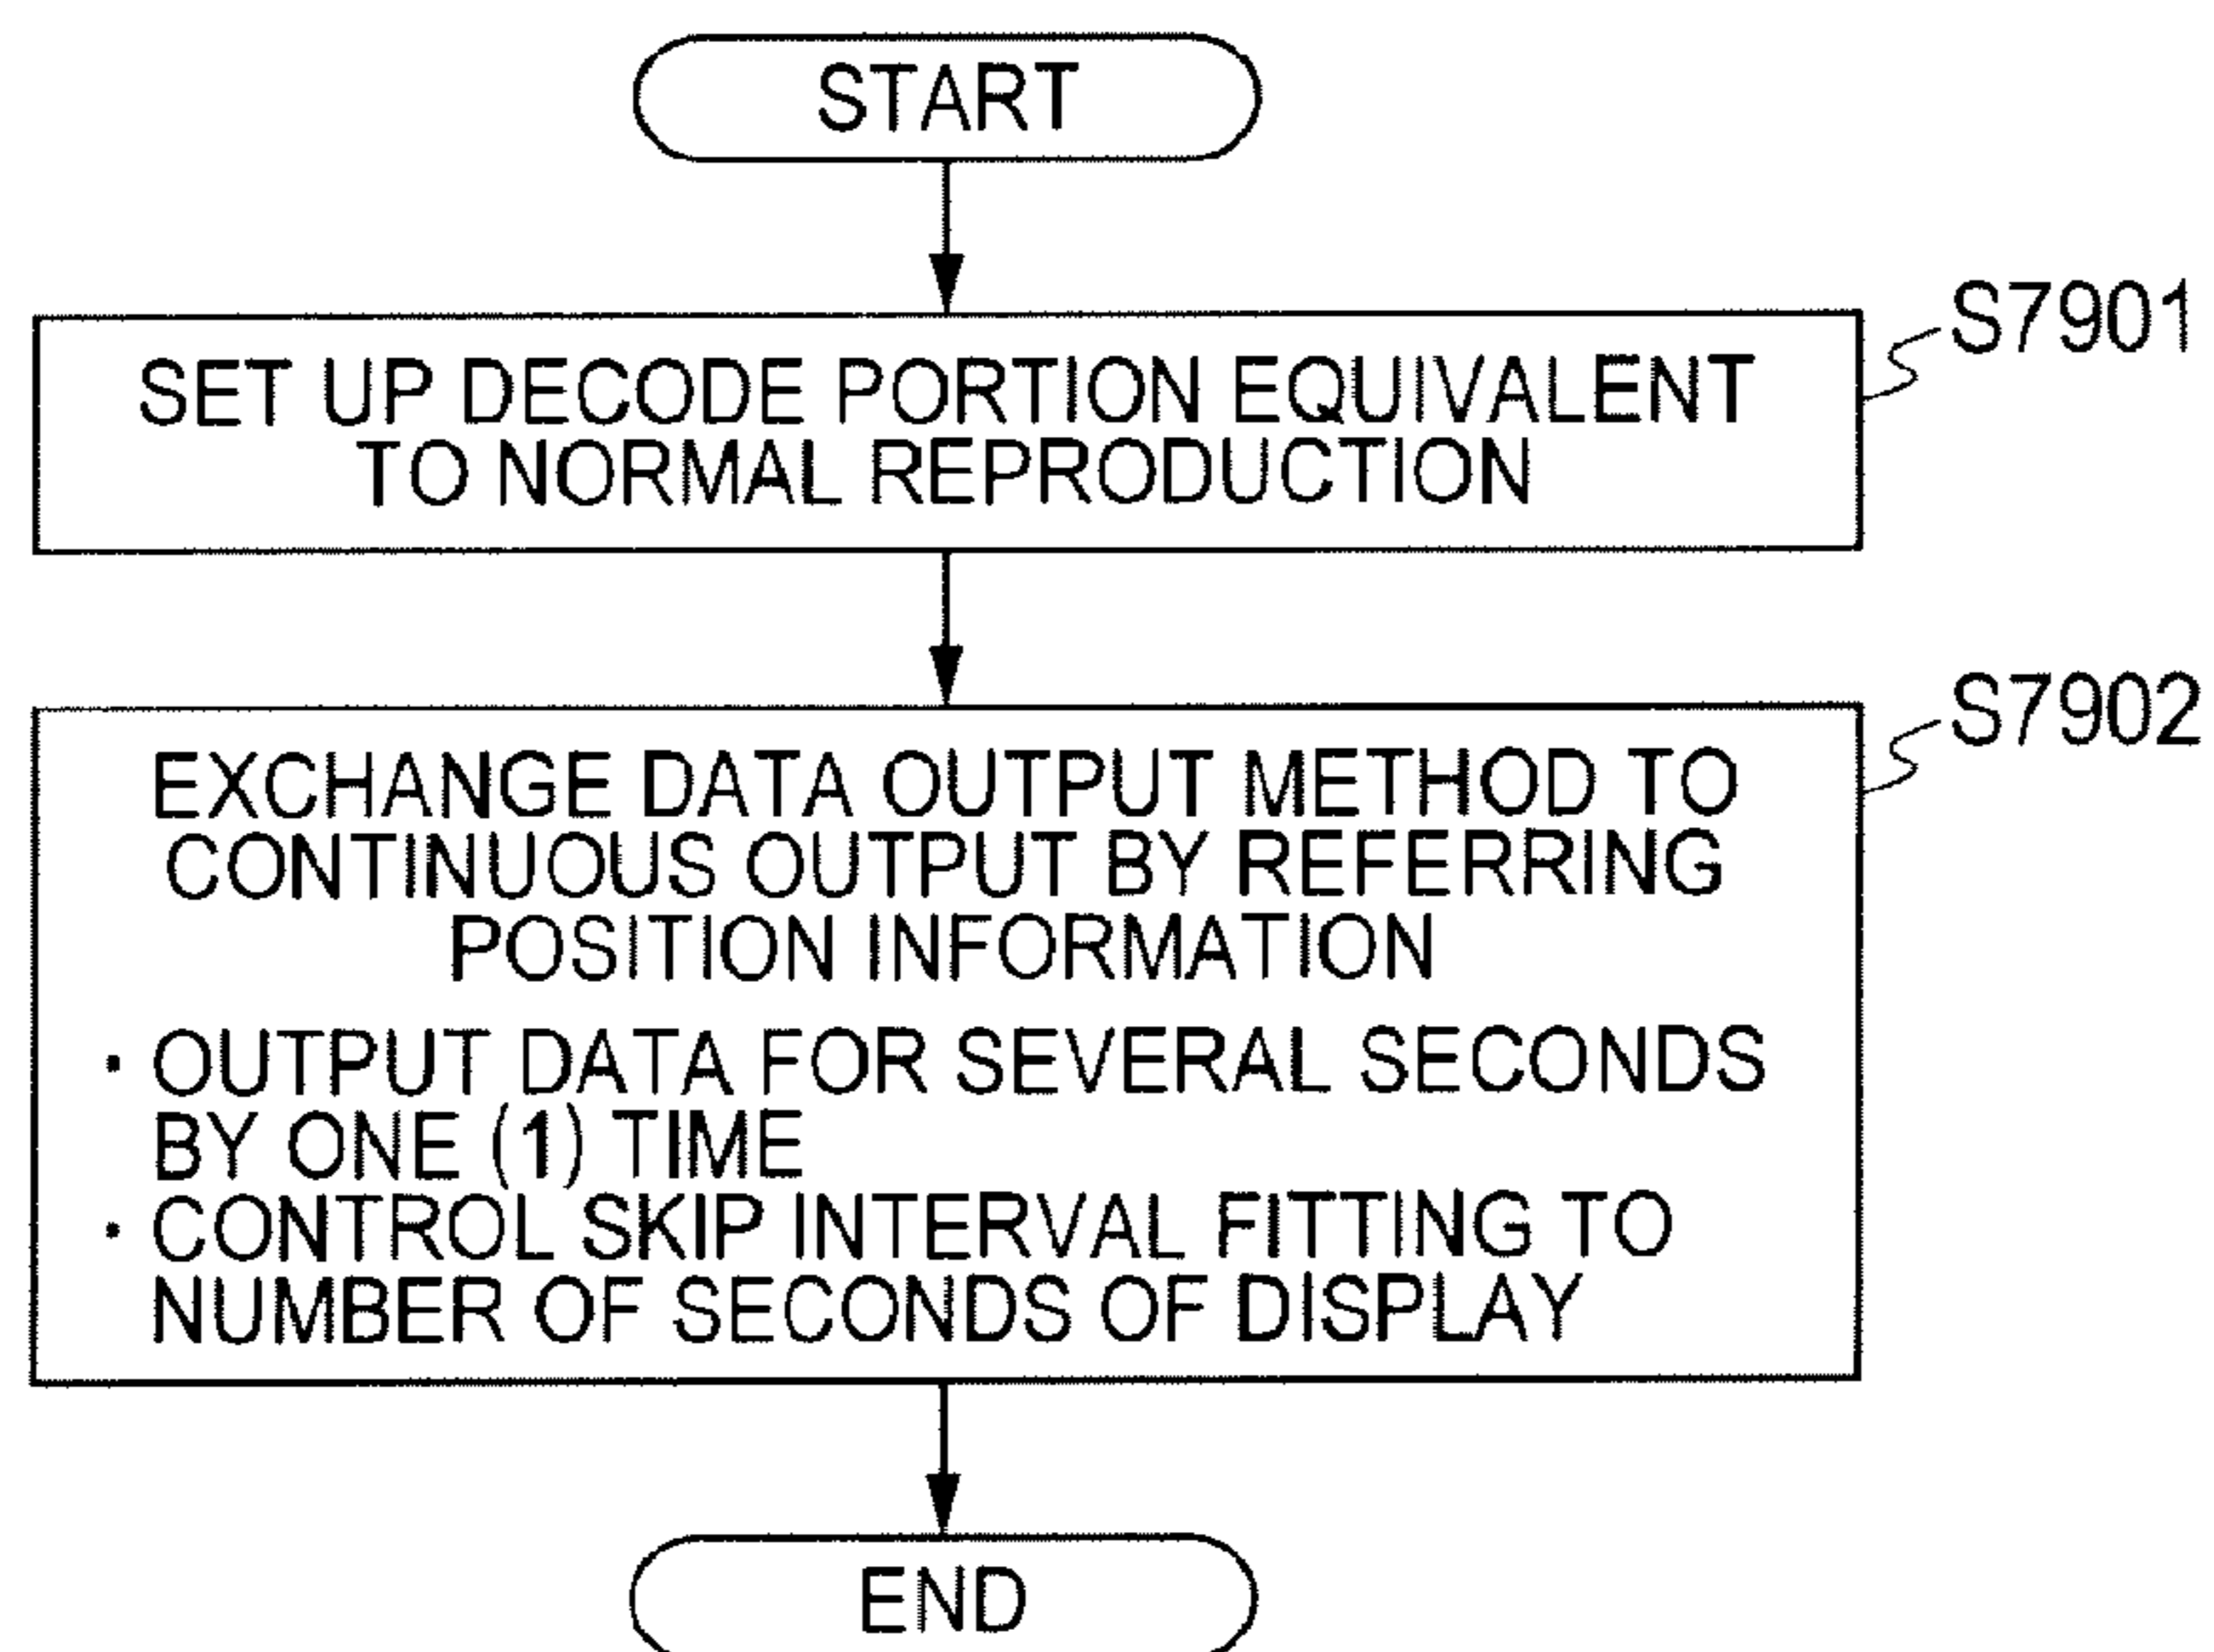 START
S7901
SET UP DECODE PORTION EQUIVALENT
TO NORMAL REPRODUCTION
S7902
EXCHANGE DATA OUTPUT METHOD TO
CONTINUOUS OUTPUT BY REFERRING
POSITION INFORMATION
· OUTPUT DATA FOR SEVERAL SECONDS
BY ONE (1) TIME
· CONTROL SKIP INTERVAL FITTING TO
NUMBER OF SECONDS OF DISPLAY
END